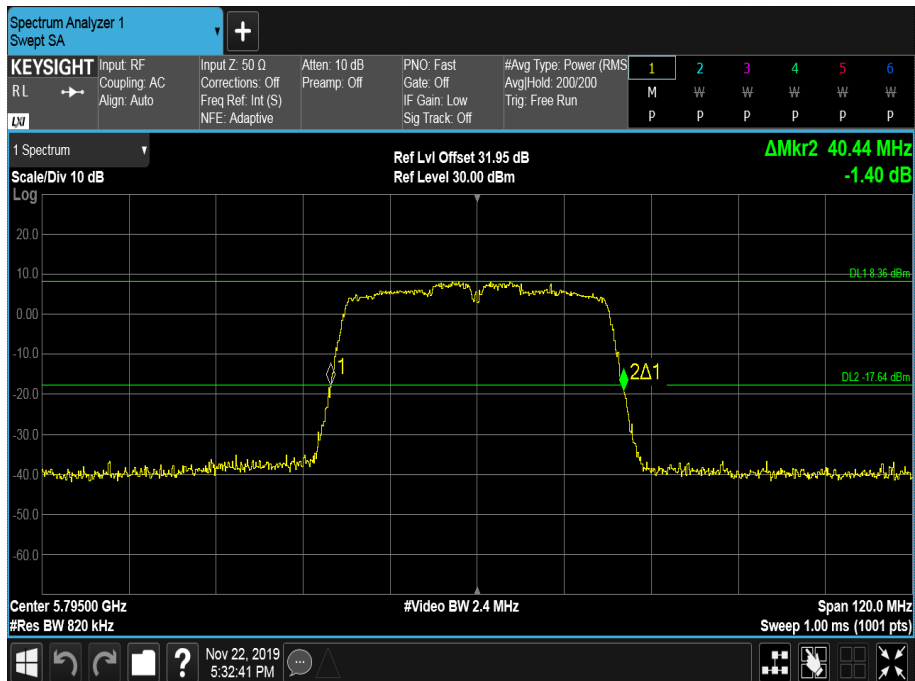 Spectrum Analyzer 1
Swept SA
KEYSIGHT
RL
LXI
Input: RF
Coupling: AC
Align: Auto
Input Z: 50 Ω
Corrections: Off
Freq Ref: Int (S)
NFE: Adaptive
Atten: 10 dB
Preamp: Off
PNO: Fast
Gate: Off
IF Gain: Low
Sig Track: Off
#Avg Type: Power (RMS
Avg|Hold: 200/200
Trig: Free Run
1 2 3 4 5 6
M W W W W W
P P P P P P
1 Spectrum
Scale/Div 10 dB
Ref Lvl Offset 31.95 dB
Ref Level 30.00 dBm
ΔMkr2 40.44 MHz
-1.40 dB
Log
20.0
10.0
DL1 8.36 dBm
0.00
-10.0
1
2Δ1
DL2 -17.64 dBm
-20.0
-30.0
-40.0
-50.0
-60.0
Center 5.79500 GHz
#Video BW 2.4 MHz
Span 120.0 MHz
#Res BW 820 kHz
Sweep 1.00 ms (1001 pts)
?
Nov 22, 2019
5:32:41 PM